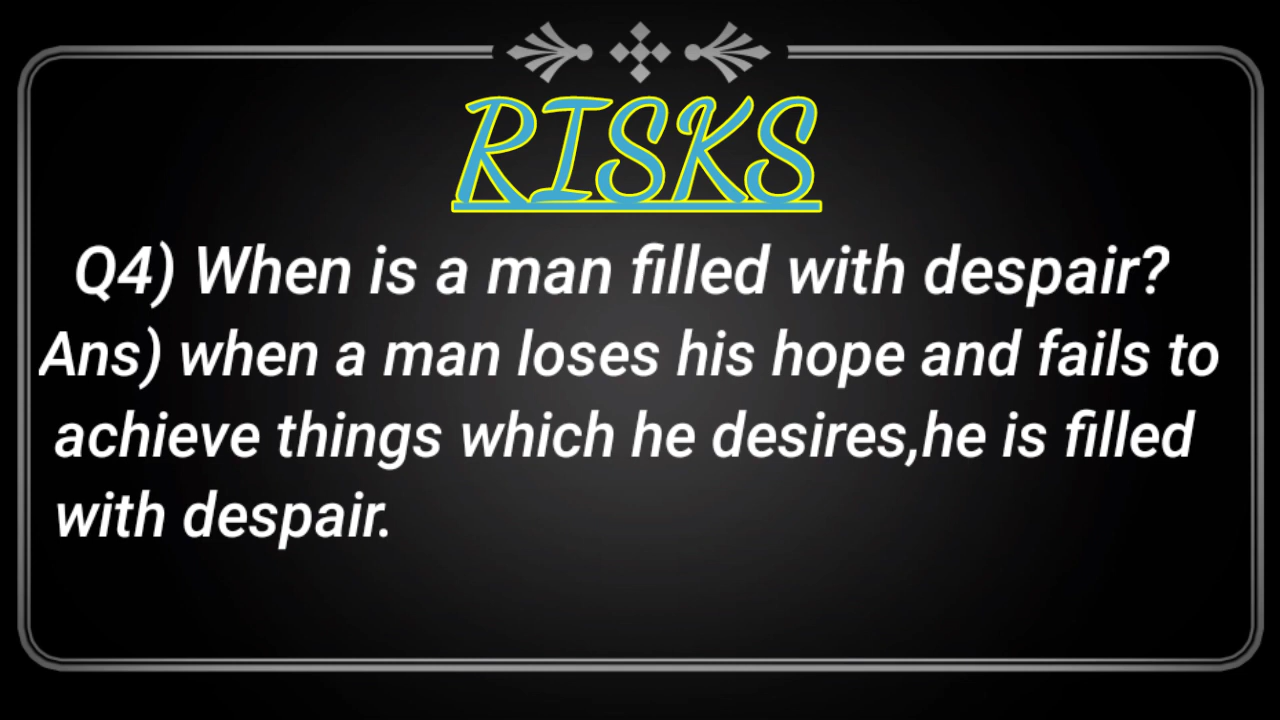 RISKS
Q4) When is a man filled with despair?
Ans) when a man loses his hope and fails to
achieve things which he desires,he is filled
with despair.